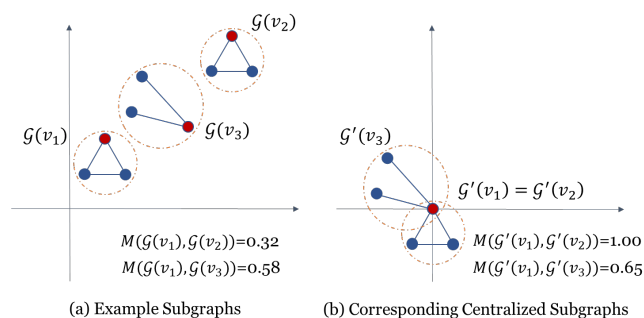 𝒢(v₂)
𝒢(v₁)
𝒢(v₃)
M(𝒢(v₁), 𝒢(v₂))=0.32
M(𝒢(v₁), 𝒢(v₃))=0.58
(a) Example Subgraphs
𝒢′(v₃)
𝒢′(v₁) = 𝒢′(v₂)
M(𝒢′(v₁), 𝒢′(v₂))=1.00
M(𝒢′(v₁), 𝒢′(v₃))=0.65
(b) Corresponding Centralized Subgraphs